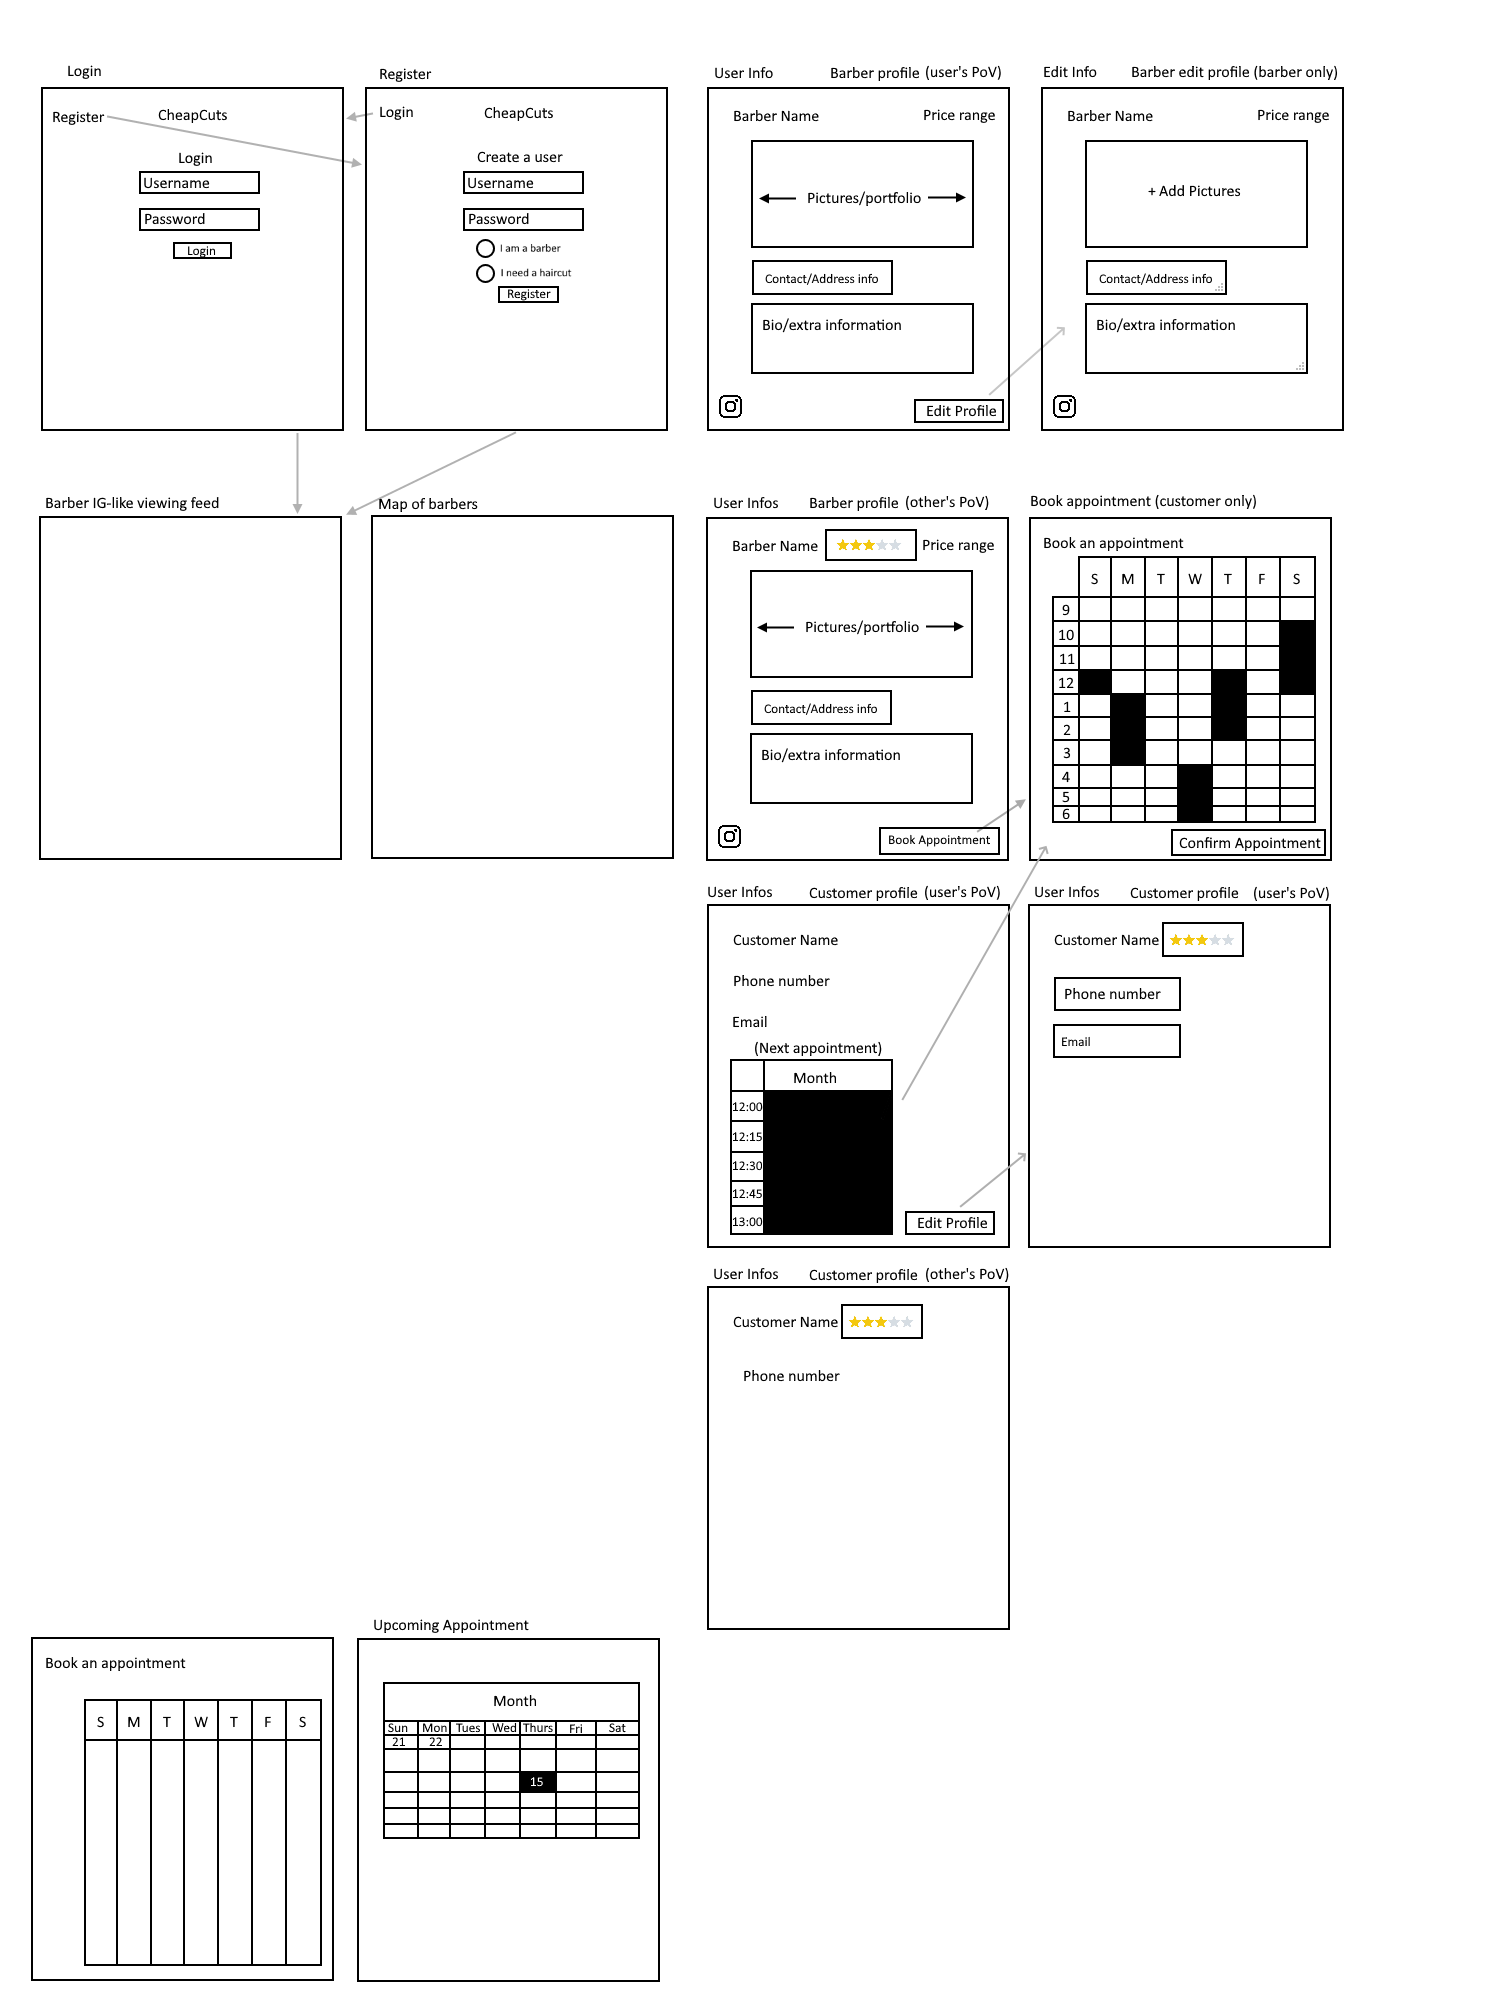 Login
Register CheapCuts
Login
Username
Password
Login
Register
Login CheapCuts
Create a user
Username
Password
I am a barber
I need a haircut
Register
User Info Barber profile (user's PoV)
Barber Name Price range
Pictures/portfolio
Contact/Address info
Bio/extra information
Edit Profile
Edit Info Barber edit profile (barber only)
Barber Name Price range
+ Add Pictures
Contact/Address info
Bio/extra information
Barber IG-like viewing feed
Map of barbers
User Infos Barber profile (other's PoV)
Barber Name Price range
Pictures/portfolio
Contact/Address info
Bio/extra information
Book Appointment
Book appointment (customer only)
Book an appointment
S M T W T F S
9
10
11
12
1
2
3
4
5
6
Confirm Appointment
User Infos Customer profile (user's PoV)
Customer Name
Phone number
Email
(Next appointment)
Month
12:00
12:15
12:30
12:45
13:00
Edit Profile
User Infos Customer profile (user's PoV)
Customer Name
Phone number
Email
User Infos Customer profile (other's PoV)
Customer Name
Phone number
Book an appointment
S M T W T F S
Upcoming Appointment
Month
Sun Mon Tues Wed Thurs Fri Sat
21 22
15